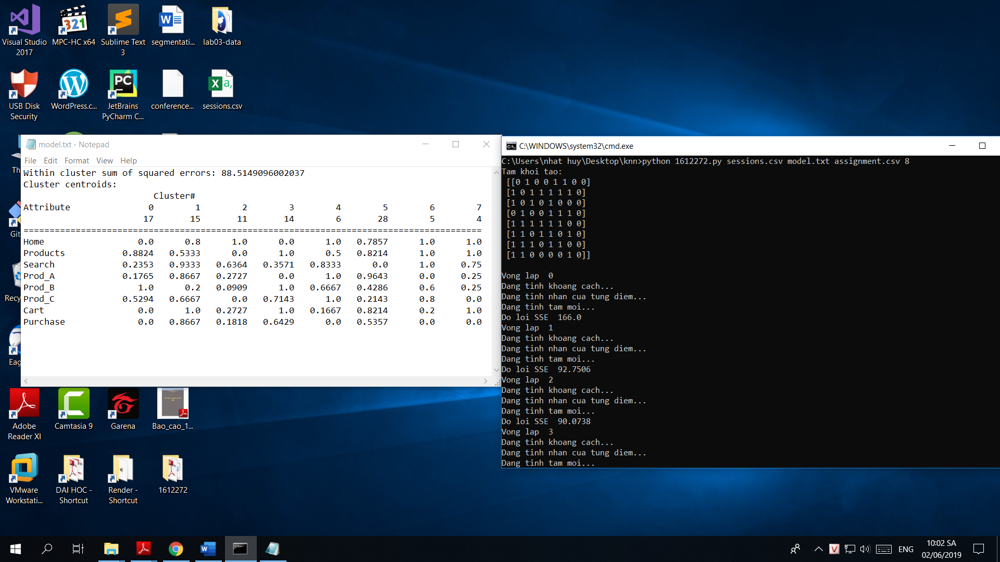 Visual Studio 2017
MPC-HC x64
Sublime Text 3
segmentati...
lab03-data
USB Disk Security
WordPress.c...
JetBrains PyCharm C...
conference...
sessions.csv
Th
Git
Recy
Eag
model.txt - Notepad
File Edit Format View Help
Within cluster sum of squared errors: 88.5149096002037
Cluster centroids:
Cluster#
Attribute 0 1 2 3 4 5 6 7
17 15 11 14 6 28 5 4
========================================================================================
Home 0.0 0.8 1.0 0.0 1.0 0.7857 1.0 1.0
Products 0.8824 0.5333 0.0 1.0 0.5 0.8214 1.0 1.0
Search 0.2353 0.9333 0.6364 0.3571 0.8333 0.0 1.0 0.75
Prod_A 0.1765 0.8667 0.2727 0.0 1.0 0.9643 0.0 0.25
Prod_B 1.0 0.2 0.0909 1.0 0.6667 0.4286 0.6 0.25
Prod_C 0.5294 0.6667 0.0 0.7143 1.0 0.2143 0.8 0.0
Cart 0.0 1.0 0.2727 1.0 0.1667 0.8214 0.2 1.0
Purchase 0.0 0.8667 0.1818 0.6429 0.0 0.5357 0.0 0.0
C:\WINDOWS\system32\cmd.exe
C:\Users\nhat huy\Desktop\knn>python 1612272.py sessions.csv model.txt assignment.csv 8
Tam khoi tao:
[[0 1 0 0 1 1 0 0]
[1 0 1 1 1 1 1 0]
[1 0 1 0 1 0 0 0]
[0 1 0 0 1 1 1 0]
[1 1 1 1 1 1 0 0]
[1 1 0 1 1 0 1 0]
[1 1 1 0 1 1 0 0]
[1 1 0 0 0 0 1 0]]
Vong lap 0
Dang tinh khoang cach...
Dang tinh nhan cua tung diem...
Dang tinh tam moi...
Do loi SSE 166.0
Vong lap 1
Dang tinh khoang cach...
Dang tinh nhan cua tung diem...
Dang tinh tam moi...
Do loi SSE 92.7506
Vong lap 2
Dang tinh khoang cach...
Dang tinh nhan cua tung diem...
Dang tinh tam moi...
Do loi SSE 90.0738
Vong lap 3
Dang tinh khoang cach...
Dang tinh nhan cua tung diem...
Dang tinh tam moi...
Adobe Reader XI
Camtasia 9
Garena
Bao_cao_1...
VMware Workstati...
DAI HOC - Shortcut
Render - Shortcut
1612272
ENG
10:02 SA
02/06/2019